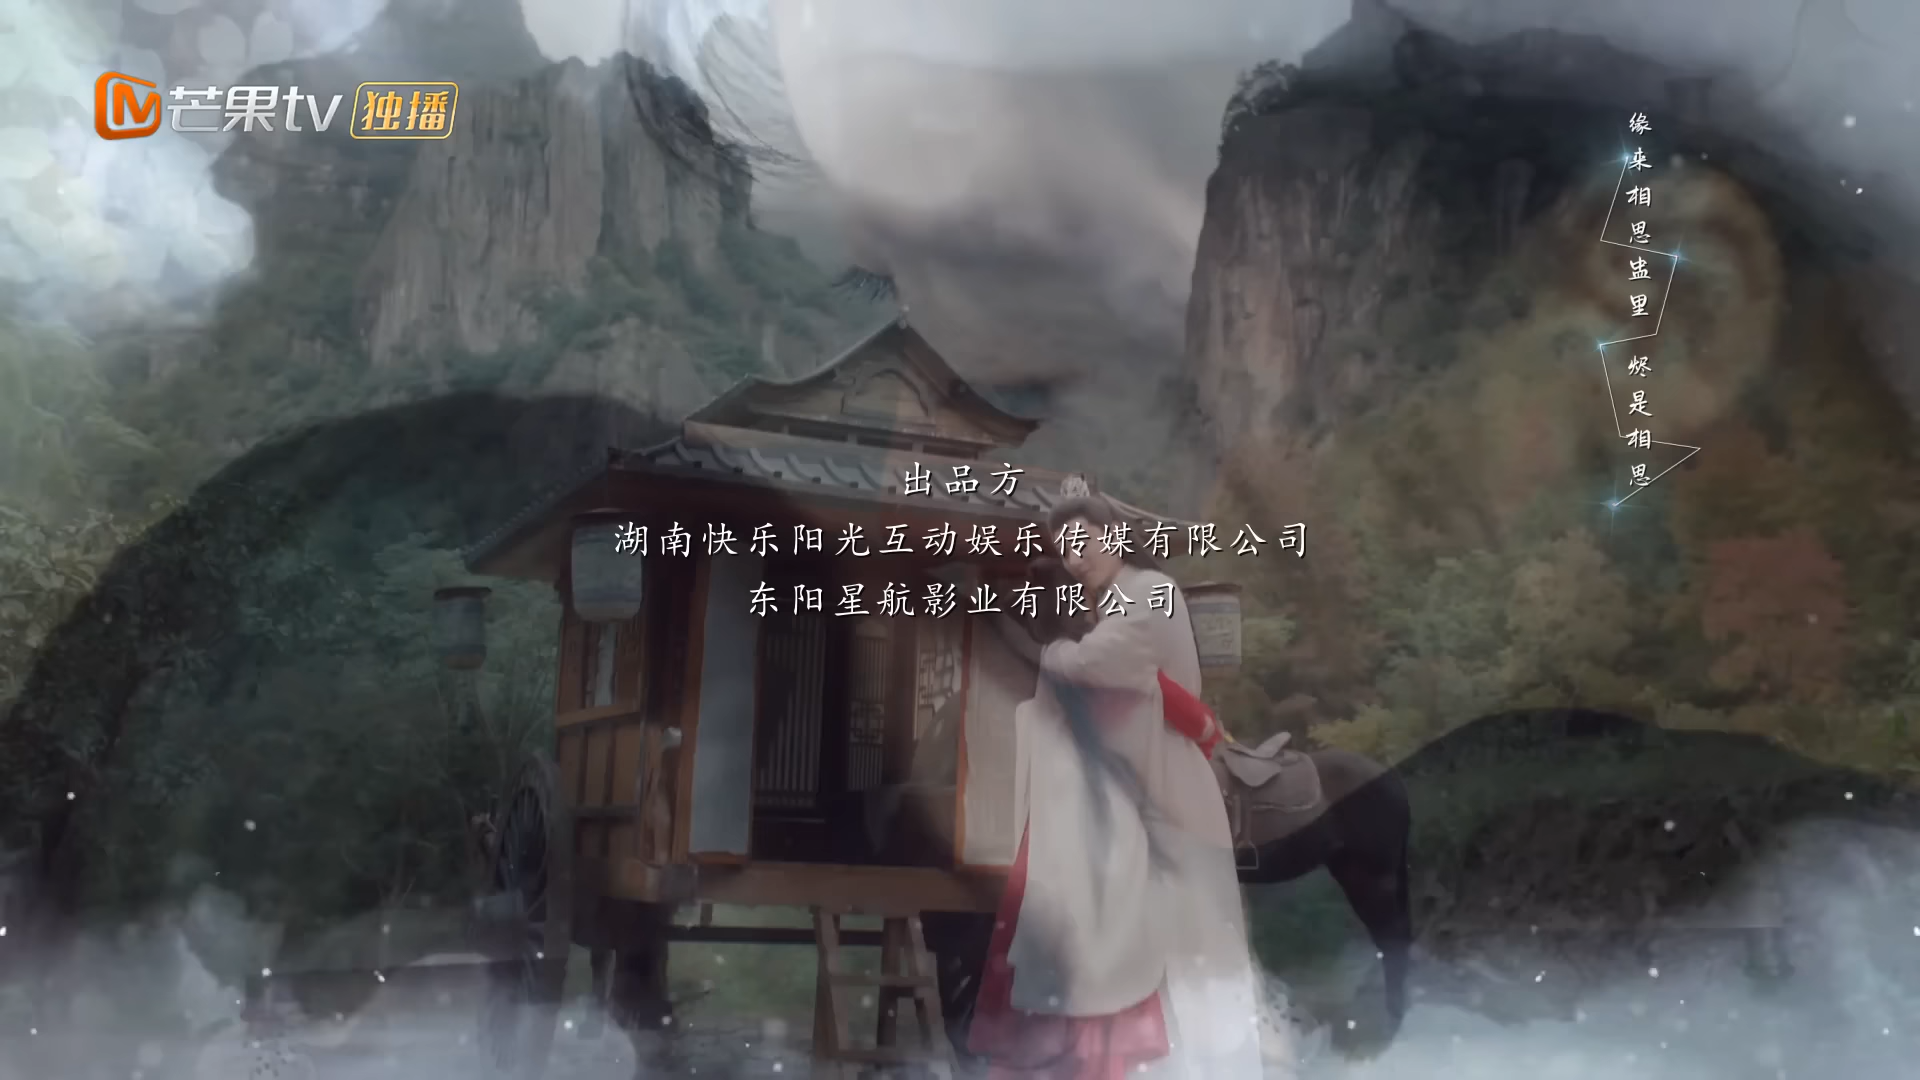 芒果tv 独播
缘来相思蛊里 烬是相思
出品方
湖南快乐阳光互动娱乐传媒有限公司
东阳星航影业有限公司